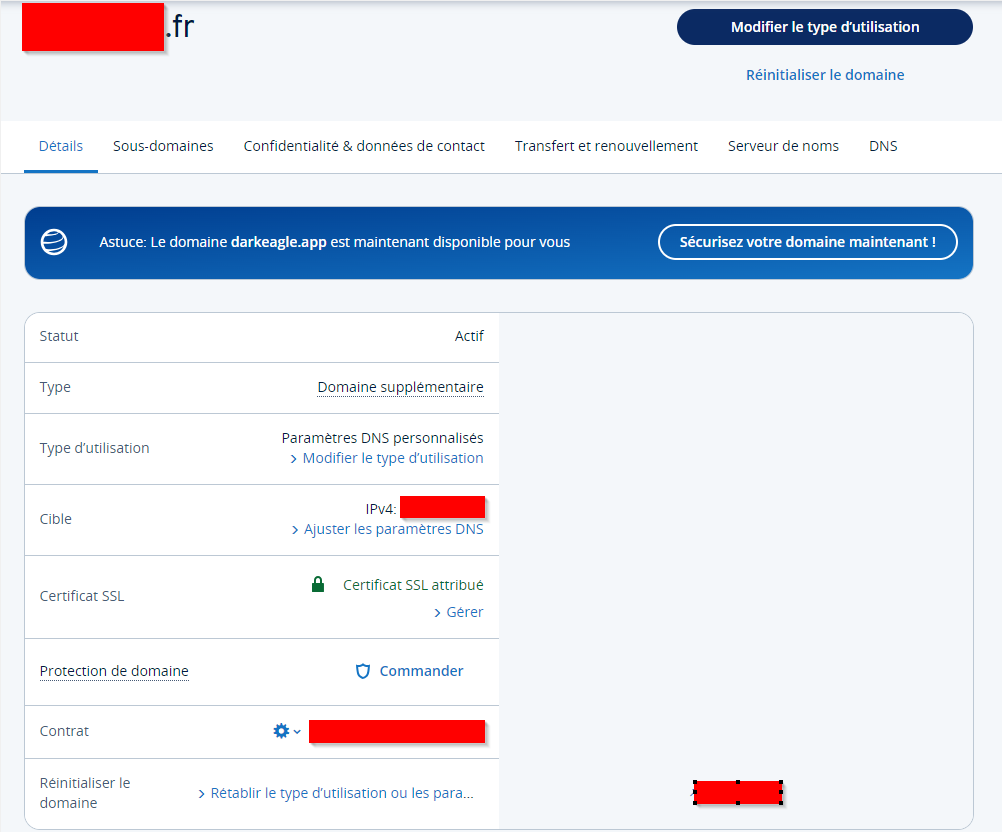 .fr
Modifier le type d’utilisation
Réinitialiser le domaine
Détails Sous-domaines Confidentialité & données de contact Transfert et renouvellement Serveur de noms DNS
Astuce: Le domaine darkeagle.app est maintenant disponible pour vous
Sécurisez votre domaine maintenant !
Statut Actif
Type Domaine supplémentaire
Type d’utilisation Paramètres DNS personnalisés
> Modifier le type d’utilisation
Cible IPv4:
> Ajuster les paramètres DNS
Certificat SSL Certificat SSL attribué
> Gérer
Protection de domaine Commander
Contrat
Réinitialiser le
domaine
> Rétablir le type d’utilisation ou les para...